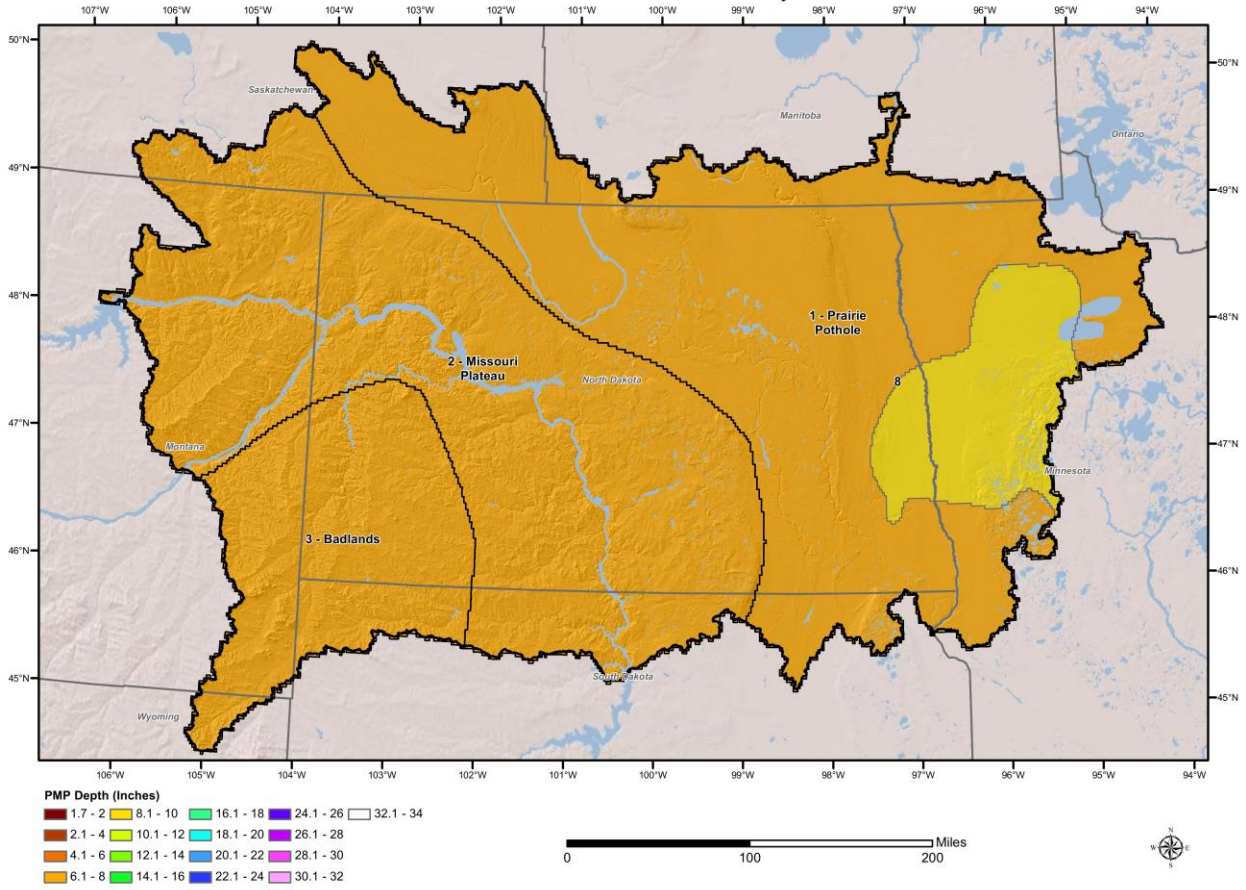 107°W 106°W 105°W 104°W 103°W 102°W 101°W 100°W 99°W 98°W 97°W 96°W 95°W 94°W
50°N 50°N
Saskatchewan
Manitoba
Ontario
49°N 49°N
48°N 48°N
1 - Prairie
Pothole
2 - Missouri
Plateau
North Dakota
8
47°N 47°N
Montana
Minnesota
3 - Badlands
46°N 46°N
45°N 45°N
South Dakota
Wyoming
106°W 105°W 104°W 103°W 102°W 101°W 100°W 99°W 98°W 97°W 96°W 95°W 94°W
PMP Depth (Inches)
1.7 - 2 8.1 - 10 16.1 - 18 24.1 - 26 32.1 - 34
2.1 - 4 10.1 - 12 18.1 - 20 26.1 - 28
4.1 - 6 12.1 - 14 20.1 - 22 28.1 - 30
6.1 - 8 14.1 - 16 22.1 - 24 30.1 - 32
Miles
0 100 200
N
W E
S